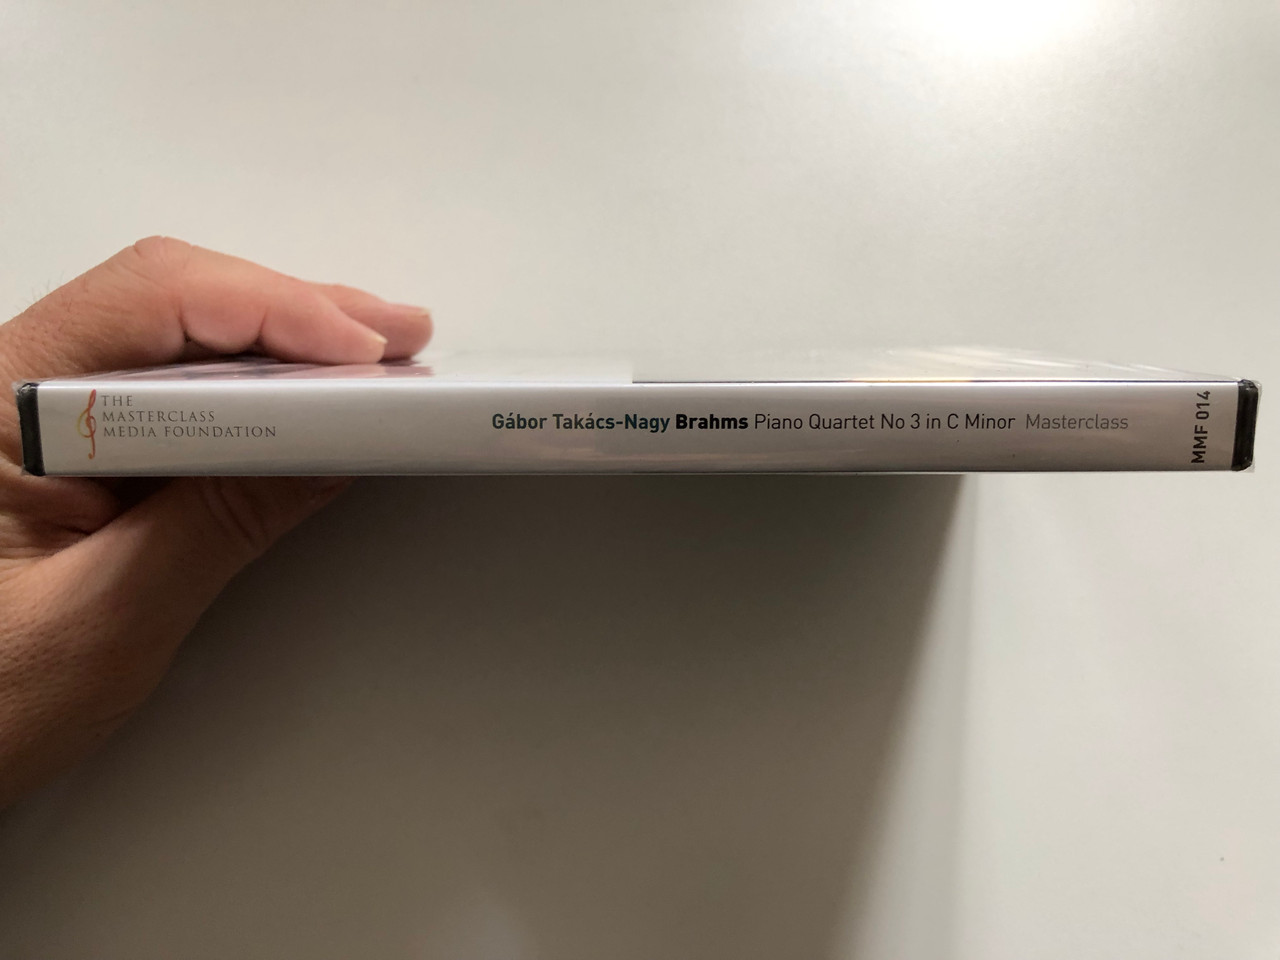 THE
MASTERCLASS
MEDIA FOUNDATION
Gábor Takács-Nagy Brahms Piano Quartet No 3 in C Minor Masterclass
MMF 014